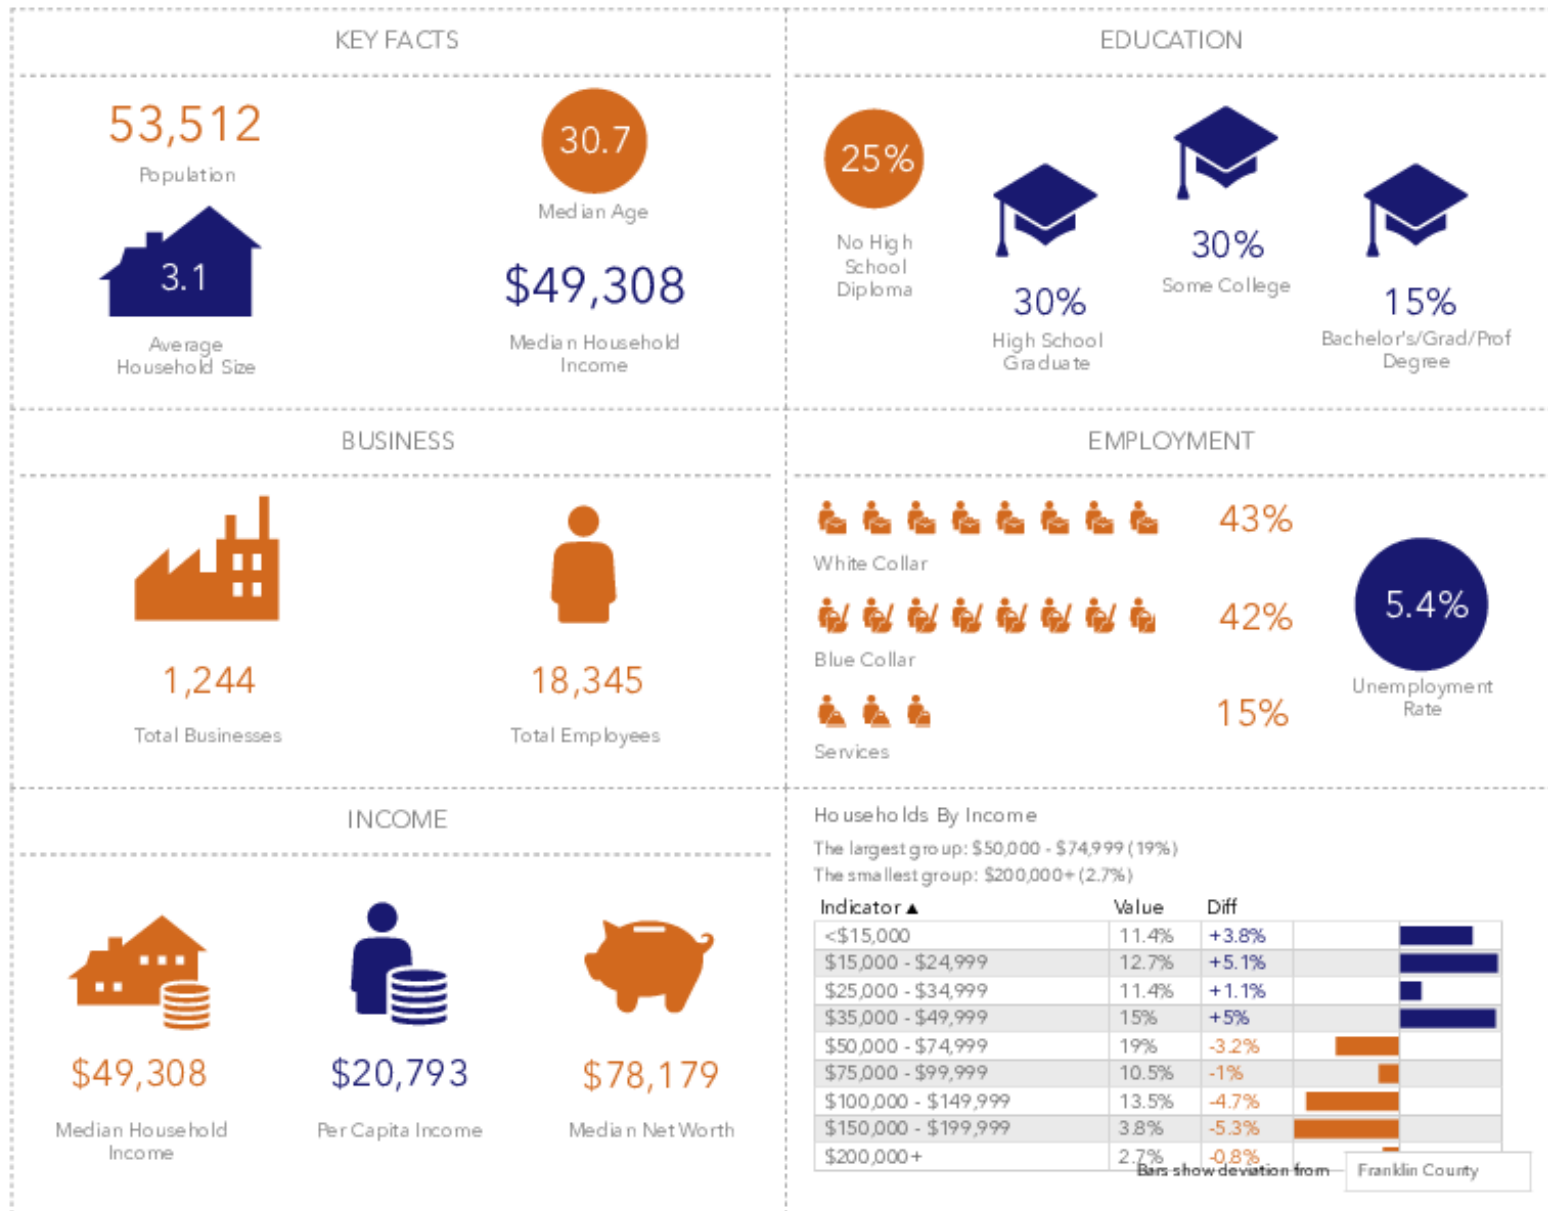 KEY FACTS
53,512
Population
30.7
Median Age
3.1
Average
Household Size
$49,308
Median Household
Income
EDUCATION
25%
No High
School
Diploma
30%
High School
Graduate
30%
Some College
15%
Bachelor's/Grad/Prof
Degree
BUSINESS
1,244
Total Businesses
18,345
Total Employees
EMPLOYMENT
43%
White Collar
42%
Blue Collar
15%
Services
5.4%
Unemployment
Rate
INCOME
$49,308
Median Household
Income
$20,793
Per Capita Income
$78,179
Median Net Worth
Households By Income
The largest group: $50,000 - $74,999 (19%)
The smallest group: $200,000+ (2.7%)
Indicator ▲ Value Diff
<$15,000 11.4% +3.8%
$15,000 - $24,999 12.7% +5.1%
$25,000 - $34,999 11.4% +1.1%
$35,000 - $49,999 15% +5%
$50,000 - $74,999 19% -3.2%
$75,000 - $99,999 10.5% -1%
$100,000 - $149,999 13.5% -4.7%
$150,000 - $199,999 3.8% -5.3%
$200,000+ 2.7% -0.8%
Bars show deviation from Franklin County